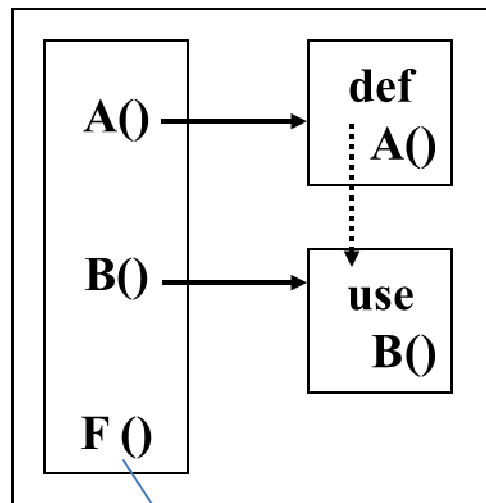 A()
B()
F ()
def
A()
use
B()